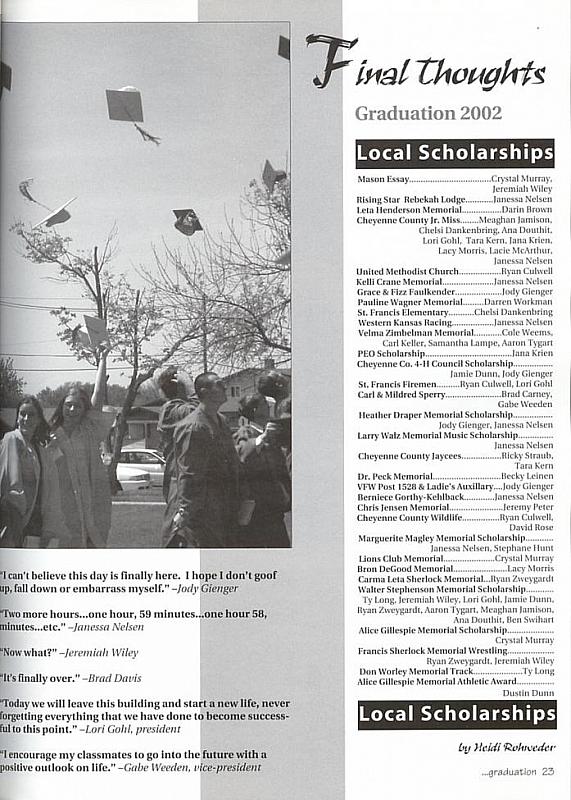 Final Thoughts
Graduation 2002
Local Scholarships
Mason Essay..................................Crystal Murray,
Jeremiah Wiley
Rising Star Rebekah Lodge...........Janessa Nelsen
Leta Henderson Memorial................Darin Brown
Cheyenne County Jr. Miss.......Meaghan Jamison,
Chelsi Dankenbring, Ana Douthit,
Lori Gohl, Tara Kern, Jana Krien,
Lacy Morris, Lacie McArthur,
Janessa Nelsen
United Methodist Church.................Ryan Culwell
Kelli Crane Memorial.....................Janessa Nelsen
Grace & Fizz Faulkender...................Jody Gienger
Pauline Wagner Memorial........Darren Workman
St. Francis Elementary..........Chelsi Dankenbring
Western Kansas Racing.................Janessa Nelsen
Velma Zimbelman Memorial...........Cole Weems,
Carl Keller, Samantha Lampe, Aaron Tygart
PEO Scholarship....................................Jana Krien
Cheyenne Co. 4-H Council Scholarship................
Jamie Dunn, Jody Gienger
St. Francis Firemen.........Ryan Culwell, Lori Gohl
Carl & Mildred Sperry.......................Brad Carney,
Gabe Weeden
Heather Draper Memorial Scholarship................
Jody Gienger, Janessa Nelsen
Larry Walz Memorial Music Scholarship..............
Janessa Nelsen
Cheyenne County Jaycees................Ricky Straub,
Tara Kern
Dr. Peck Memorial............................Becky Leinen
VFW Post 1528 & Ladie's Auxillary....Jody Gienger
Berniece Gorthy-Kehlback............Janessa Nelsen
Chris Jensen Memorial......................Jeremy Peter
Cheyenne County Wildlife...............Ryan Culwell,
David Rose
Marguerite Magley Memorial Scholarship...........
Janessa Nelsen, Stephane Hunt
Lions Club Memorial.....................Crystal Murray
Bron DeGood Memorial.....................Lacy Morris
Carma Leta Sherlock Memorial...Ryan Zweygardt
Walter Stephenson Memorial Scholarship...........
Ty Long, Jeremiah Wiley, Lori Gohl, Jamie Dunn,
Ryan Zweygardt, Aaron Tygart, Meaghan Jamison,
Ana Douthit, Ben Swihart
Alice Gillespie Memorial Scholarship...................
Crystal Murray
Francis Sherlock Memorial Wrestling...................
Ryan Zweygardt, Jeremiah Wiley
Don Worley Memorial Track....................Ty Long
Alice Gillespie Memorial Athletic Award...............
Dustin Dunn
Local Scholarships
by Heidi Rohweder
"I can't believe this day is finally here. I hope I don't goof
up, fall down or embarrass myself." –Jody Gienger
"Two more hours...one hour, 59 minutes...one hour 58,
minutes...etc." –Janessa Nelsen
"Now what?" –Jeremiah Wiley
"It's finally over." –Brad Davis
"Today we will leave this building and start a new life, never
forgetting everything that we have done to become success-
ful to this point." –Lori Gohl, president
"I encourage my classmates to go into the future with a
positive outlook on life." –Gabe Weeden, vice-president
...graduation 23